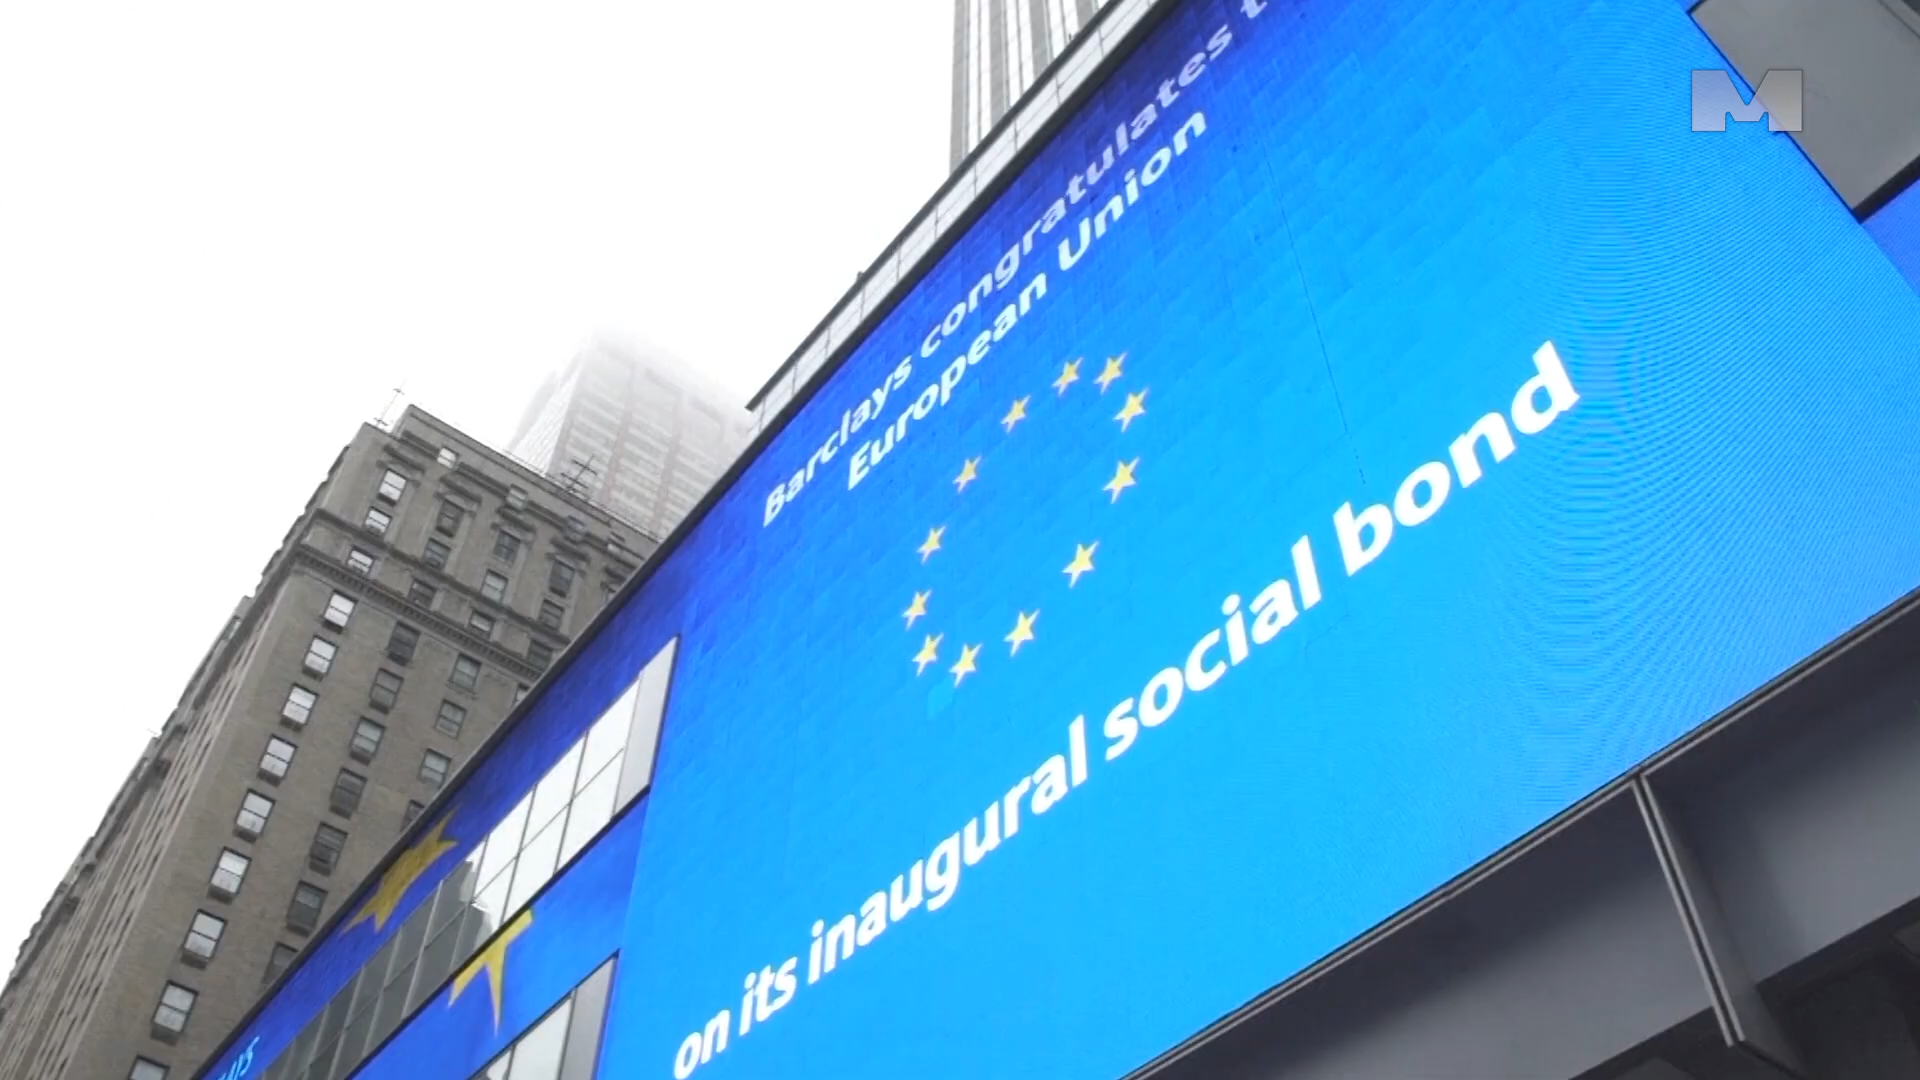 Barclays congratulates t
European Union
on its inaugural social bond
M